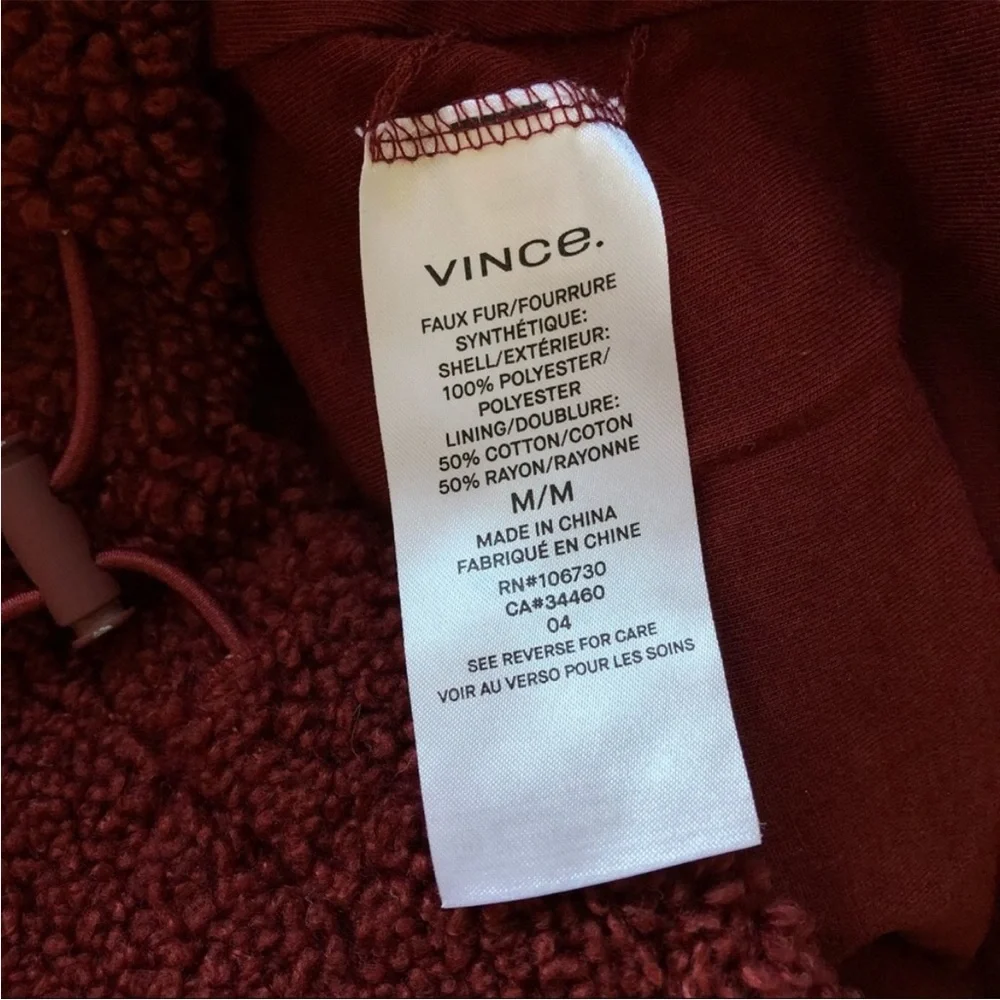 VINCE.
FAUX FUR/FOURRURE
SYNTHÉTIQUE:
SHELL/EXTÉRIEUR:
100% POLYESTER/
POLYESTER
LINING/DOUBLURE:
50% COTTON/COTON
50% RAYON/RAYONNE
M/M
MADE IN CHINA
FABRIQUÉ EN CHINE
RN#106730
CA#34460
04
SEE REVERSE FOR CARE
VOIR AU VERSO POUR LES SOINS